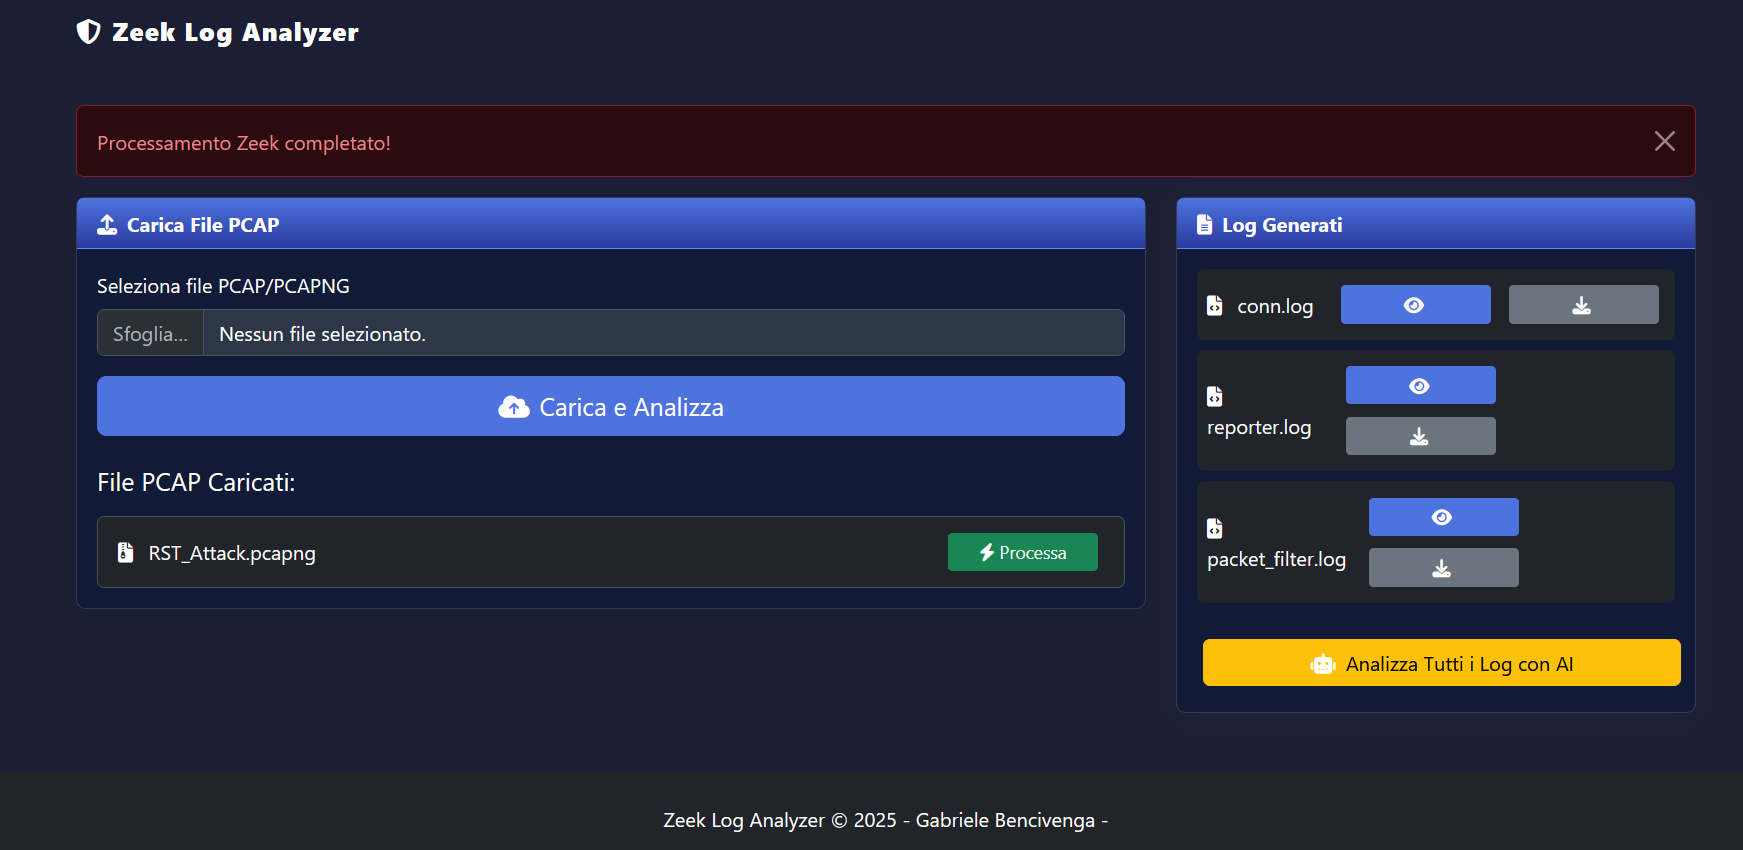 Zeek Log Analyzer
Processamento Zeek completato!
Carica File PCAP
Seleziona file PCAP/PCAPNG
Sfoglia... Nessun file selezionato.
Carica e Analizza
File PCAP Caricati:
RST_Attack.pcapng
Processa
Log Generati
conn.log
reporter.log
packet_filter.log
Analizza Tutti i Log con AI
Zeek Log Analyzer © 2025 - Gabriele Bencivenga -